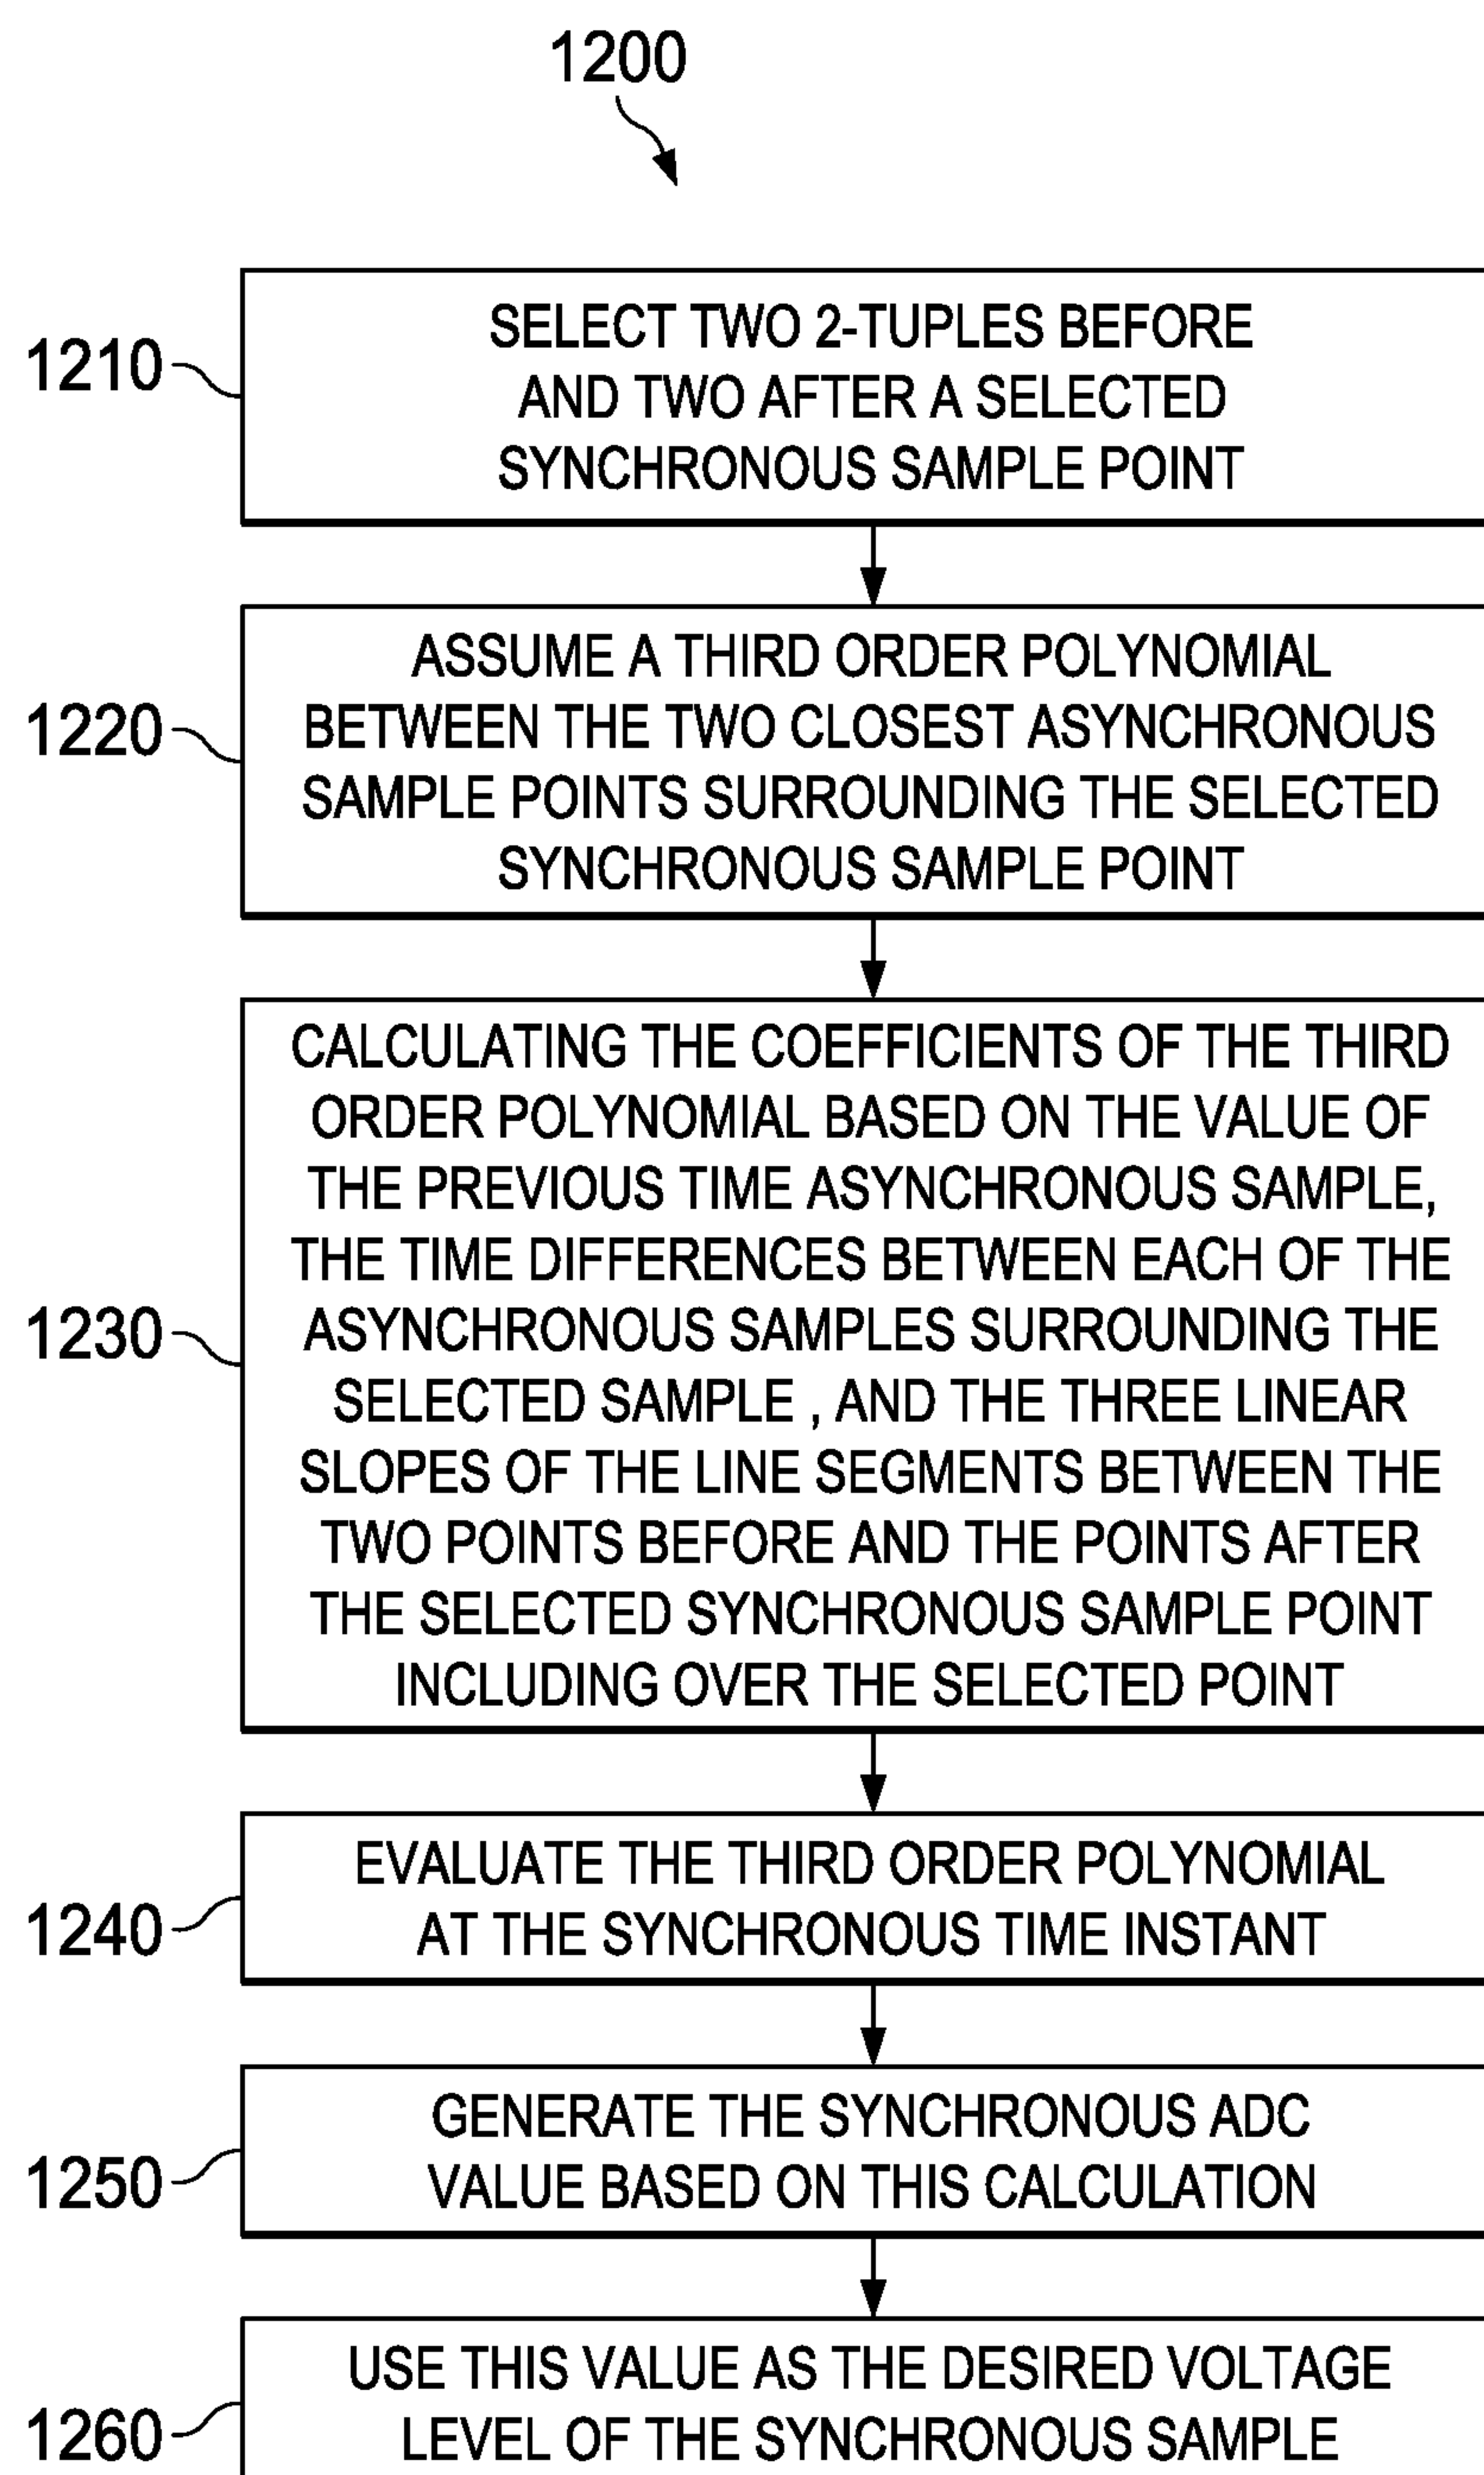 1200
1210
SELECT TWO 2-TUPLES BEFORE
AND TWO AFTER A SELECTED
SYNCHRONOUS SAMPLE POINT
1220
ASSUME A THIRD ORDER POLYNOMIAL
BETWEEN THE TWO CLOSEST ASYNCHRONOUS
SAMPLE POINTS SURROUNDING THE SELECTED
SYNCHRONOUS SAMPLE POINT
1230
CALCULATING THE COEFFICIENTS OF THE THIRD
ORDER POLYNOMIAL BASED ON THE VALUE OF
THE PREVIOUS TIME ASYNCHRONOUS SAMPLE,
THE TIME DIFFERENCES BETWEEN EACH OF THE
ASYNCHRONOUS SAMPLES SURROUNDING THE
SELECTED SAMPLE , AND THE THREE LINEAR
SLOPES OF THE LINE SEGMENTS BETWEEN THE
TWO POINTS BEFORE AND THE POINTS AFTER
THE SELECTED SYNCHRONOUS SAMPLE POINT
INCLUDING OVER THE SELECTED POINT
1240
EVALUATE THE THIRD ORDER POLYNOMIAL
AT THE SYNCHRONOUS TIME INSTANT
1250
GENERATE THE SYNCHRONOUS ADC
VALUE BASED ON THIS CALCULATION
1260
USE THIS VALUE AS THE DESIRED VOLTAGE
LEVEL OF THE SYNCHRONOUS SAMPLE